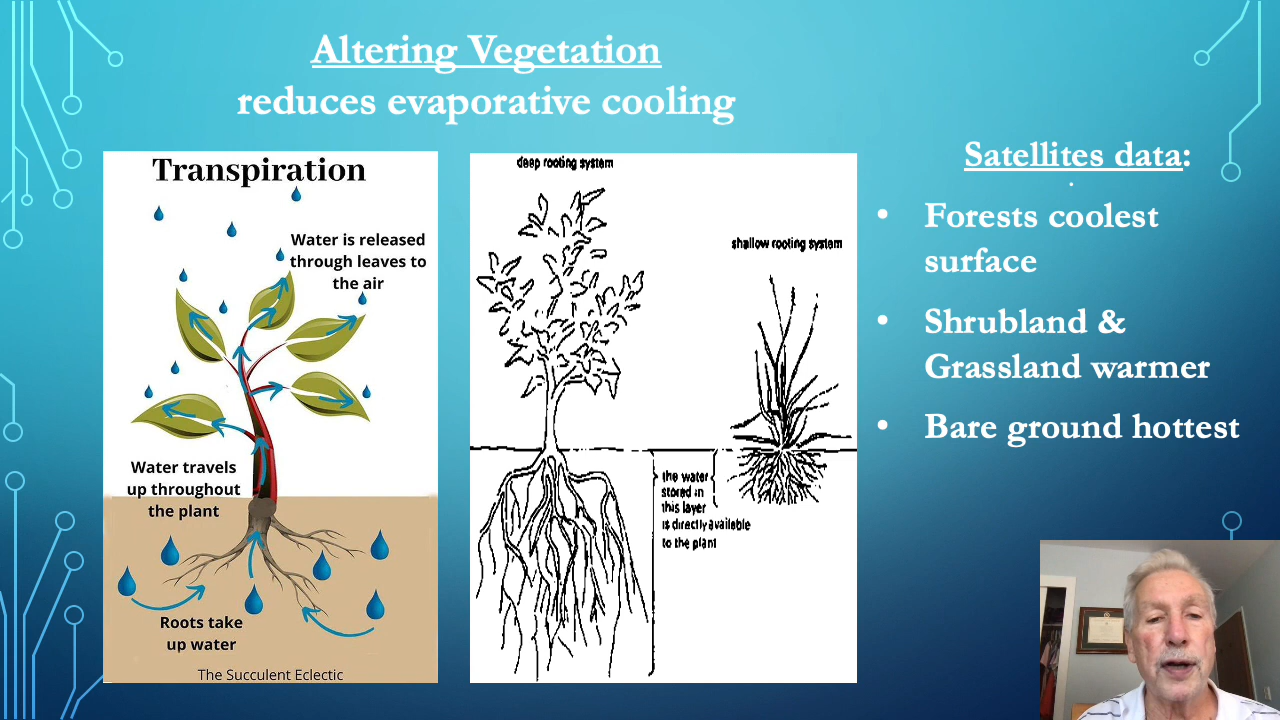 Altering Vegetation
reduces evaporative cooling
Transpiration
Water is released
through leaves to
the air
Water travels
up throughout
the plant
Roots take
up water
The Succulent Eclectic
deep rooting system
shallow rooting system
the water
stored in
this layer
is directly available
to the plant
Satellites data:
•
• Forests coolest
surface
• Shrubland &
Grassland warmer
• Bare ground hottest